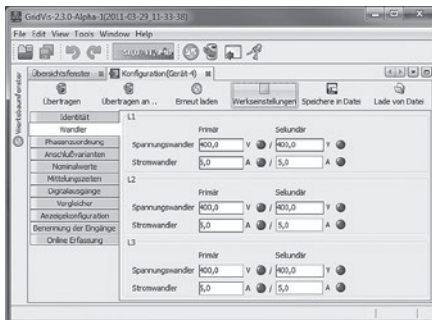 GridVis-2.3.0-Alpha-1(2011-03-29_11-33-38)
File Edit View Tools Window Help
Übersichtsfenster Konfiguration(Gerät-4)
Übertragen Übertragen an .. Erneut laden Werkseinstellungen Speichere in Datei Lade von Datei
Wertebaumfenster
Identität
Wandler
Phasenzuordnung
Anschlußvarianten
Nominalwerte
Mittelungszeiten
Digitalausgänge
Vergleicher
Anzeigekonfiguration
Benennung der Eingänge
Online Erfassung
L1
Primär Sekundär
Spannungswandler 400,0 V / 400,0 V
Stromwandler 5,0 A / 5,0 A
L2
Primär Sekundär
Spannungswandler 400,0 V / 400,0 V
Stromwandler 5,0 A / 5,0 A
L3
Primär Sekundär
Spannungswandler 400,0 V / 400,0 V
Stromwandler 5,0 A / 5,0 A